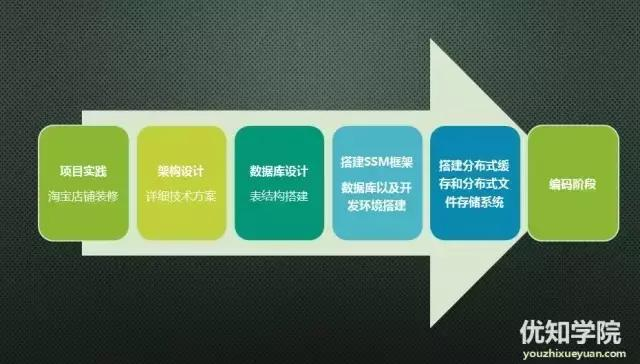 项目实践
淘宝店铺装修
架构设计
详细技术方案
数据库设计
表结构搭建
搭建SSM框架
数据库以及开
发环境搭建
搭建分布式缓
存和分布式文
件存储系统
编码阶段
优知学院
youzhixueyuan.com